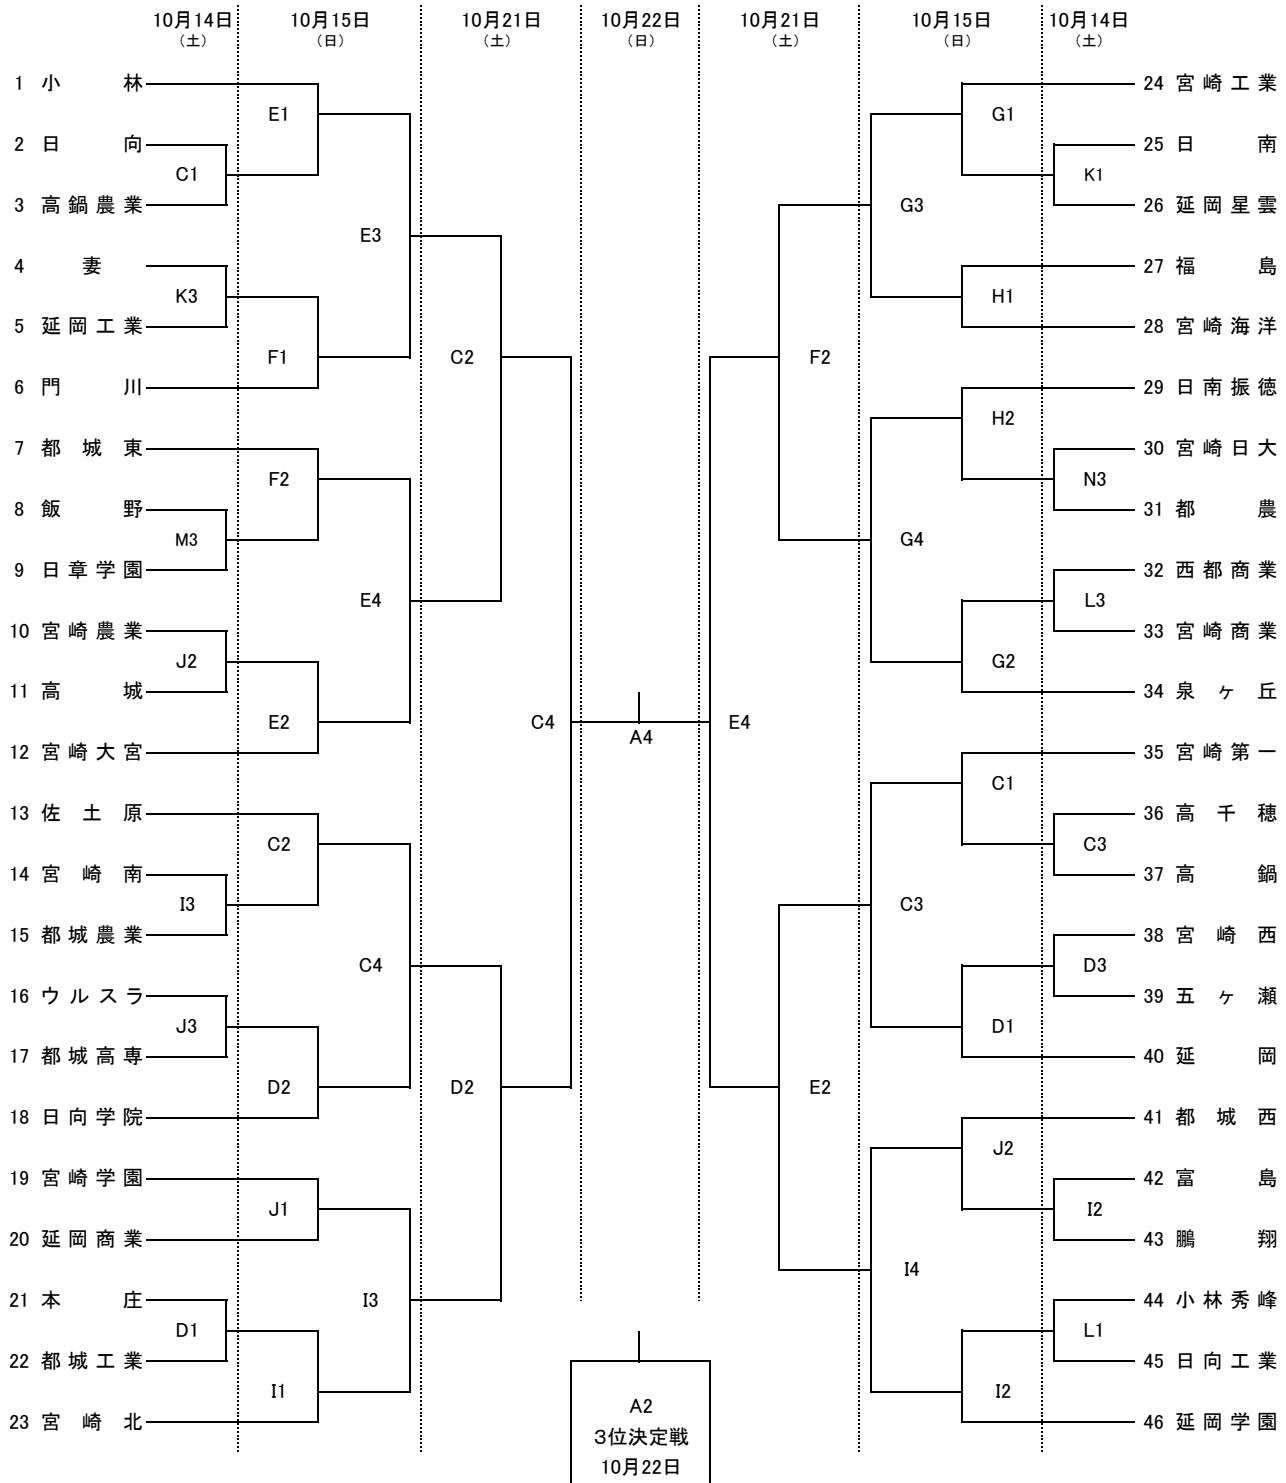 10月14日 10月15日 10月21日 10月22日 10月21日 10月15日 10月14日
（土） （日） （土） （日） （土） （日） （土）
1 小林 24 宮崎工業
E1 G1
2 日向 25 日南
C1 K1
3 高鍋農業 G3 26 延岡星雲
E3
4 妻 27 福島
K3 H1
5 延岡工業 28 宮崎海洋
F1 C2 F2
6 門川 29 日南振徳
H2
7 都城東 30 宮崎日大
F2 N3
8 飯野 31 都農
M3 G4
9 日章学園 32 西都商業
E4 L3
10 宮崎農業 33 宮崎商業
J2 G2
11 高城 34 泉ヶ丘
E2 C4 A4 E4
12 宮崎大宮 35 宮崎第一
C1
13 佐土原 36 高千穂
C2 C3
14 宮崎南 37 高鍋
I3 C3
15 都城農業 38 宮崎西
C4 D3
16 ウルスラ 39 五ヶ瀬
J3 D1
17 都城高専 40 延岡
D2 D2 E2
18 日向学院 41 都城西
J2
19 宮崎学園 42 富島
J1 I2
20 延岡商業 43 鵬翔
I4
21 本庄 I3 44 小林秀峰
D1 L1
22 都城工業 45 日向工業
I1 I2
A2
23 宮崎北 46 延岡学園
3位決定戦
10月22日